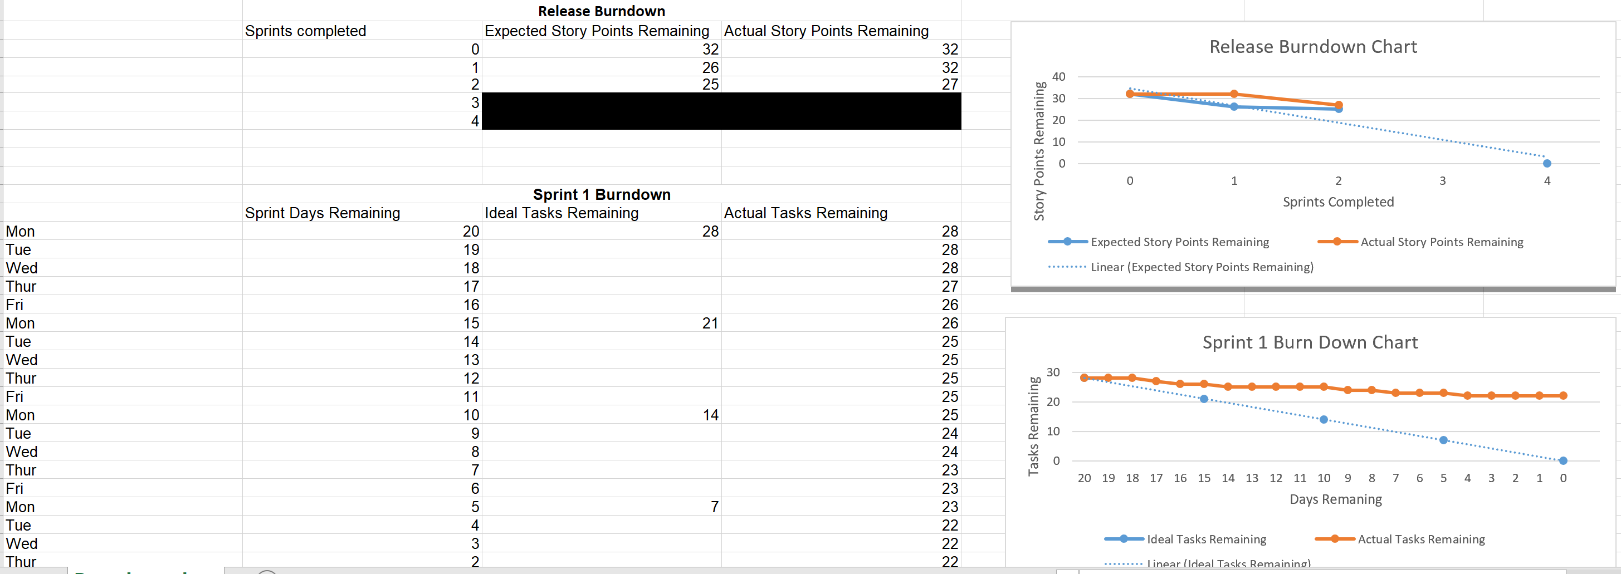 Release Burndown
Sprints completed Expected Story Points Remaining Actual Story Points Remaining
0 32 32
1 26 32
2 25 27
3
4
Sprint 1 Burndown
Sprint Days Remaining Ideal Tasks Remaining Actual Tasks Remaining
Mon 20 28 28
Tue 19 28
Wed 18 28
Thur 17 27
Fri 16 26
Mon 15 21 26
Tue 14 25
Wed 13 25
Thur 12 25
Fri 11 25
Mon 10 14 25
Tue 9 24
Wed 8 24
Thur 7 23
Fri 6 23
Mon 5 7 23
Tue 4 22
Wed 3 22
Thur 2 22
Release Burndown Chart
Story Points Remaining
40
30
20
10
0
0 1 2 3 4
Sprints Completed
Expected Story Points Remaining Actual Story Points Remaining
Linear (Expected Story Points Remaining)
Sprint 1 Burn Down Chart
Tasks Remaining
30
20
10
0
20 19 18 17 16 15 14 13 12 11 10 9 8 7 6 5 4 3 2 1 0
Days Remaning
Ideal Tasks Remaining Actual Tasks Remaining
Linear (Ideal Tasks Remaining)